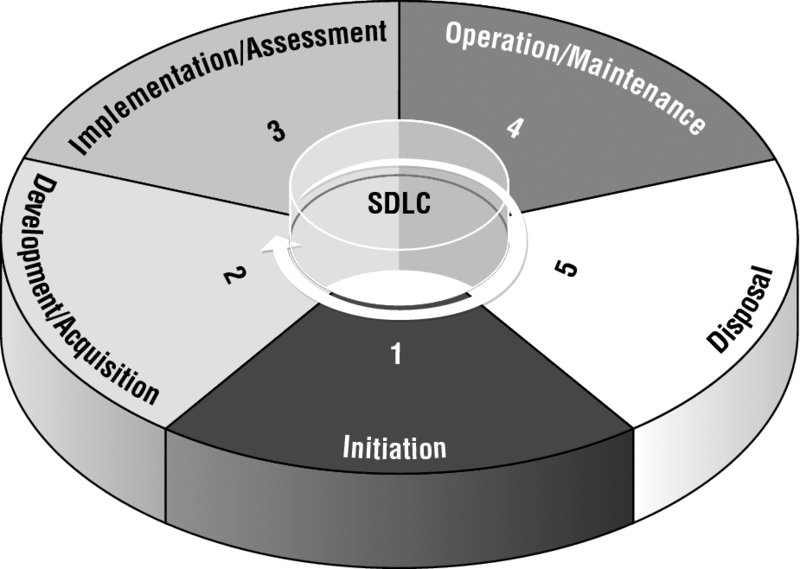 Implementation/Assessment
3
Operation/Maintenance
4
SDLC
Development/Acquisition
2
5
Disposal
1
Initiation